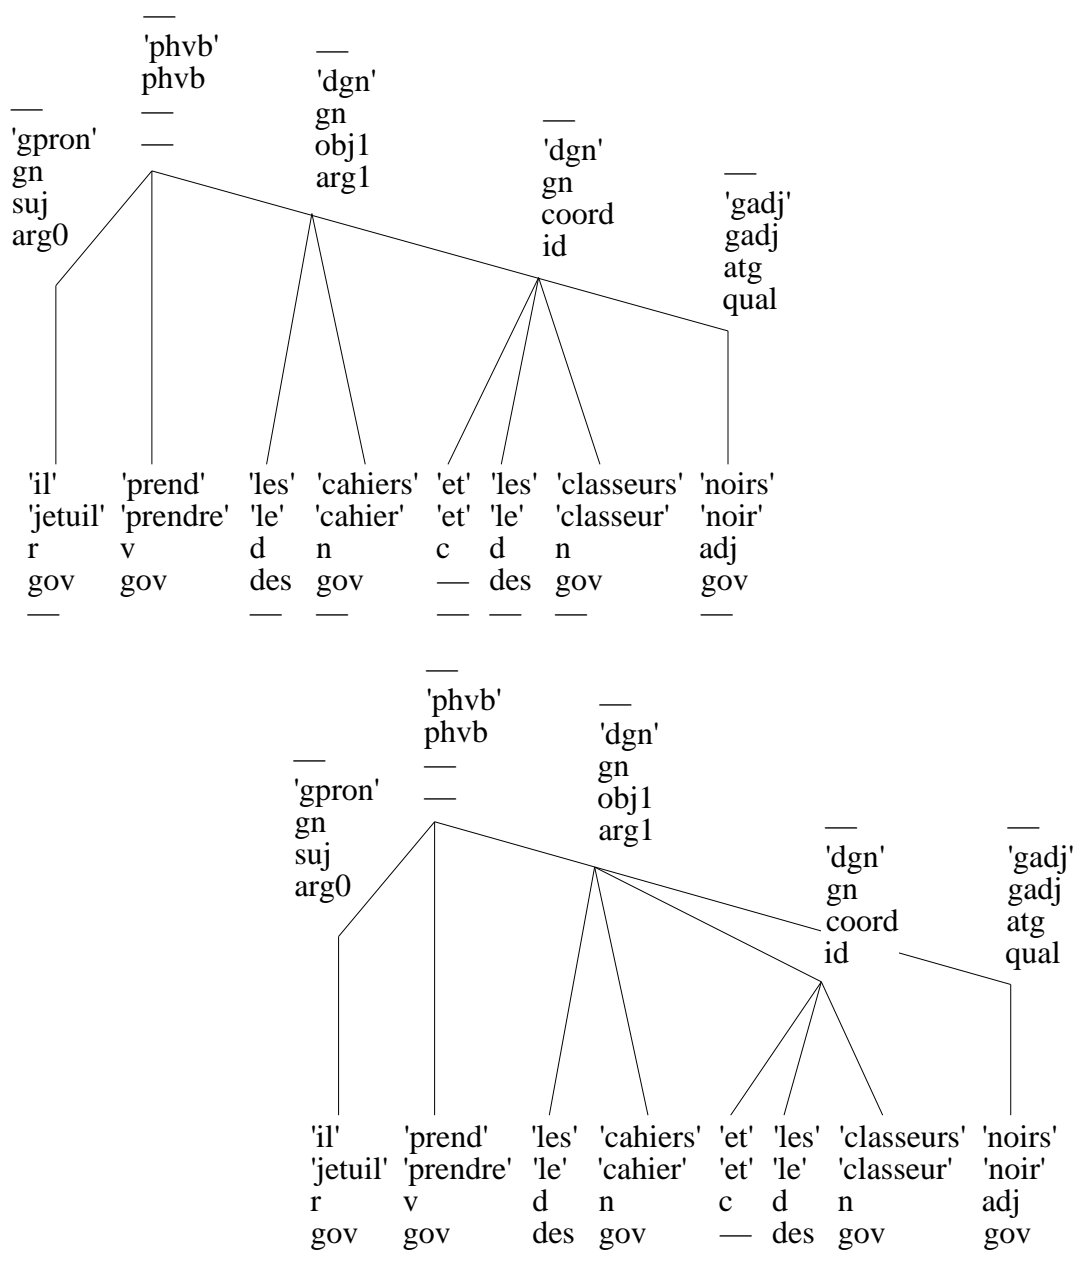 —
'phvb'
phvb
—
—
—
'dgn'
gn
obj1
arg1
—
'gpron'
gn
suj
arg0
—
'dgn'
gn
coord
id
—
'gadj'
gadj
atg
qual
'il' 'prend' 'les' 'cahiers' 'et' 'les' 'classeurs' 'noirs'
'jetuil' 'prendre' 'le' 'cahier' 'et' 'le' 'classeur' 'noir'
r v d n c d n adj
gov gov des gov — des gov gov
— — — — — — —
—
'phvb'
phvb
—
—
—
'dgn'
gn
obj1
arg1
—
'gpron'
gn
suj
arg0
—
'dgn'
gn
coord
id
—
'gadj'
gadj
atg
qual
'il' 'prend' 'les' 'cahiers' 'et' 'les' 'classeurs' 'noirs'
'jetuil' 'prendre' 'le' 'cahier' 'et' 'le' 'classeur' 'noir'
r v d n c d n adj
gov gov des gov — des gov gov